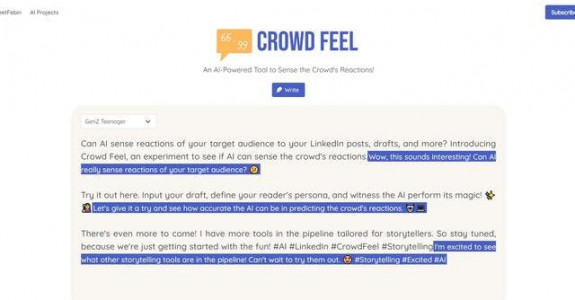 AI Projects
Subscribe
66
99
CROWD FEEL
An AI-Powered Tool to Sense the Crowd's Reactions!
Write
GenZ Teenager
Can AI sense reactions of your target audience to your LinkedIn posts, drafts, and more? Introducing
Crowd Feel, an experiment to see if AI can sense the crowd's reactions. Wow, this sounds interesting! Can AI
really sense reactions of your target audience? 🤔
Try it out here. Input your draft, define your reader's persona, and witness the AI perform its magic!
Let's give it a try and see how accurate the AI can be in predicting the crowd's reactions.
There's even more to come! I have more tools in the pipeline tailored for storytellers. So stay tuned,
because we're just getting started with the fun! #AI #LinkedIn #CrowdFeel #Storytelling I'm excited to see
what other storytelling tools are in the pipeline! Can't wait to try them out. #Storytelling #Excited #AI